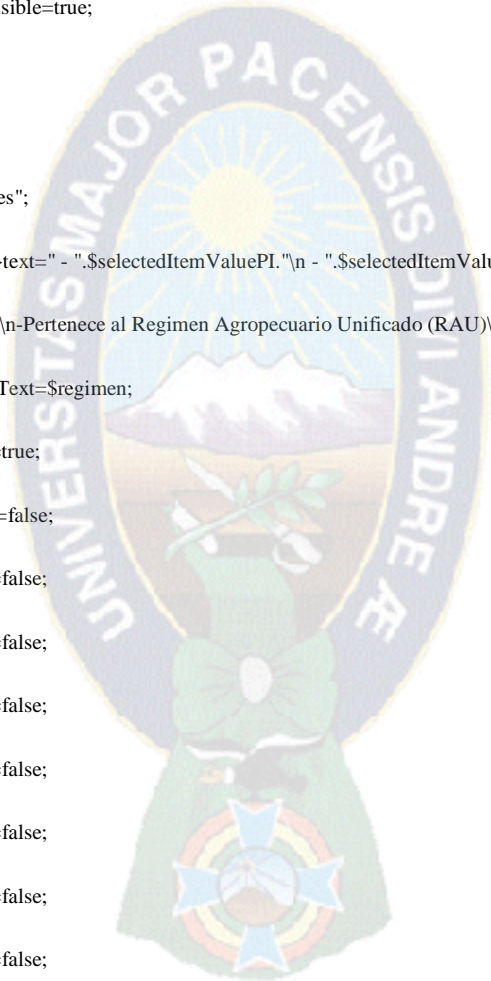 sible=true;
es";
text=" - ".$selectedItemValuePI."\n - ".$selectedItemValu
\n-Pertenece al Regimen Agropecuario Unificado (RAU)\
Text=$regimen;
true;
=false;
false;
false;
false;
false;
false;
false;
false;
UNIVERSITAS MAJOR PACENSIS DIVI ANDRE Æ